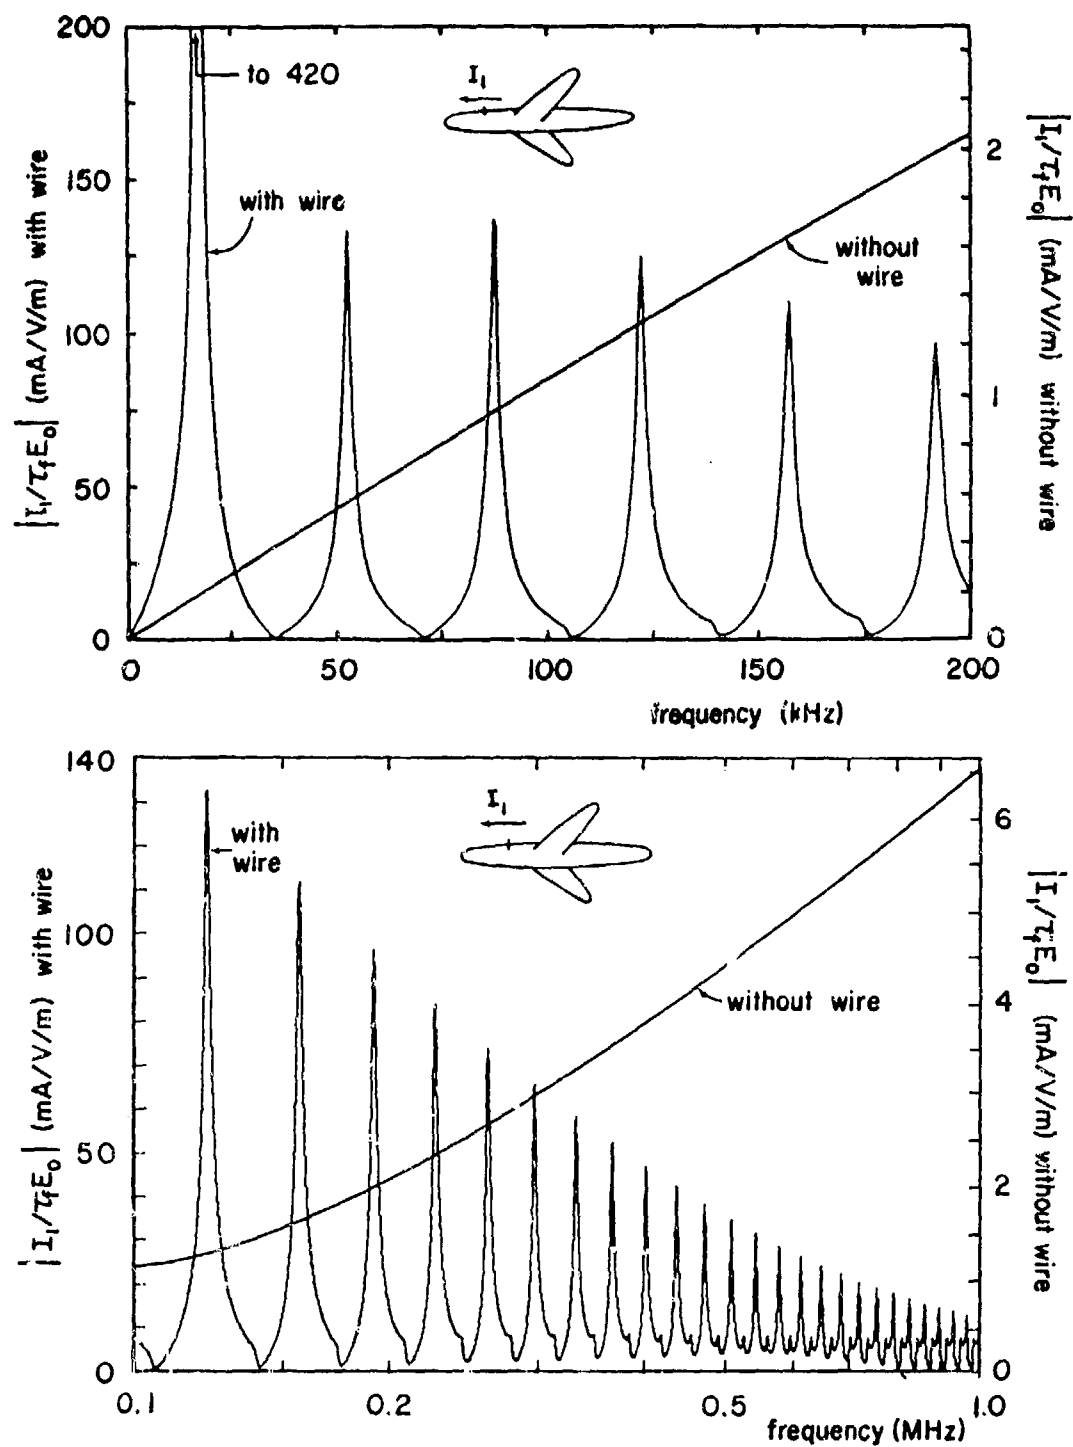 200
150
100
50
0
|I₁/τfE₀| (mA/V/m) with wire
to 420
with wire
I₁
without
wire
2
1
0
|I₁/τfE₀| (mA/V/m) without wire
0
50
100
150
200
frequency (kHz)
140
100
50
0
|I₁/τfE₀| (mA/V/m) with wire
with
wire
I₁
without wire
6
4
2
0
|I₁/τfE₀| (mA/V/m) without wire
0.1
0.2
0.5
1.0
frequency (MHz)